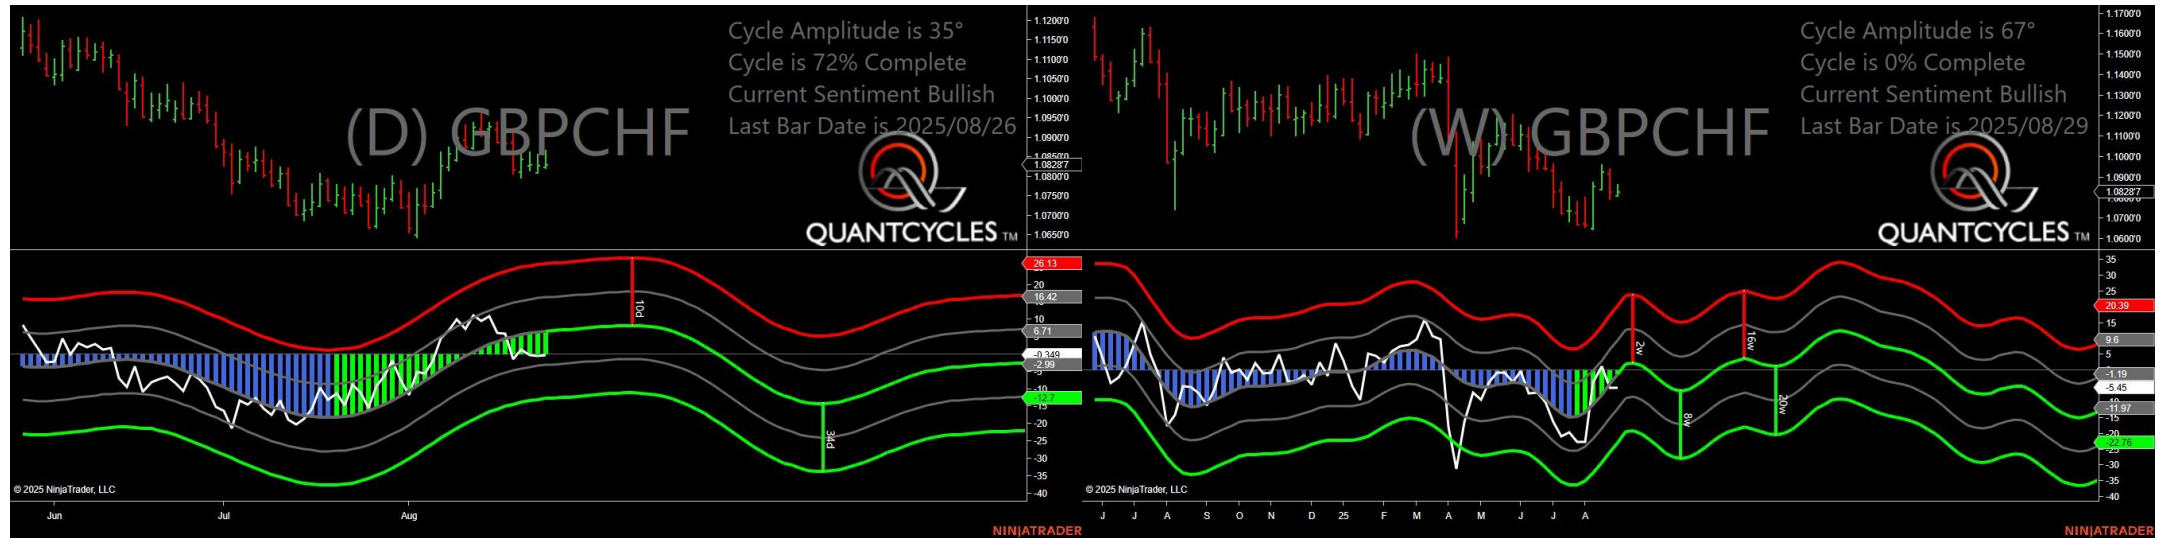 Cycle Amplitude is 35°
Cycle is 72% Complete
Current Sentiment Bullish
Last Bar Date is 2025/08/26
(D) GBPCHF
QUANTCYCLES TM
1.1200'0
1.1150'0
1.1050'0
1.1000'0
1.0950'0
1.0900'0
1.0850'0
1.0828'7
1.0800'0
1.0750'0
1.0700'0
1.0650'0
26.13
20
16.42
10
6.71
-0.349
-2.99
-5
-10
-12.7
-15
-20
-25
-30
-35
-40
10d
34d
© 2025 NinjaTrader, LLC
Jun
Jul
Aug
NINJATRADER
Cycle Amplitude is 67°
Cycle is 0% Complete
Current Sentiment Bullish
Last Bar Date is 2025/08/29
(W) GBPCHF
QUANTCYCLES TM
1.1700'0
1.1600'0
1.1500'0
1.1400'0
1.1300'0
1.1200'0
1.1100'0
1.1000'0
1.0900'0
1.0828'7
1.0700'0
1.0600'0
35
30
25
20.39
15
9.6
5
-1.19
-5.45
-11.97
-15
-20
-22.76
-25
-30
-35
-40
2w
8w
16w
20w
© 2025 NinjaTrader, LLC
J J A S O N D 25 F M A M J J A
NINJATRADER